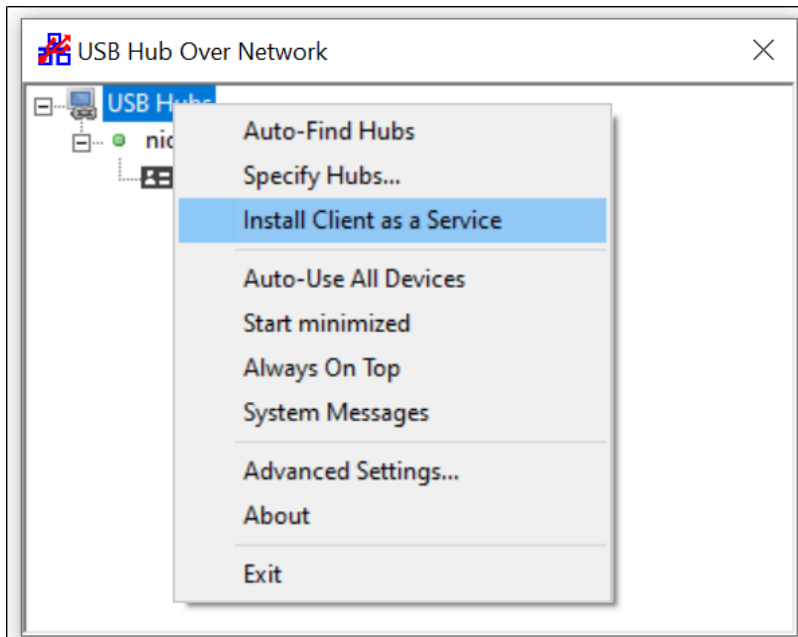 USB Hub Over Network
USB Hubs
Auto-Find Hubs
Specify Hubs...
Install Client as a Service
Auto-Use All Devices
Start minimized
Always On Top
System Messages
Advanced Settings...
About
Exit